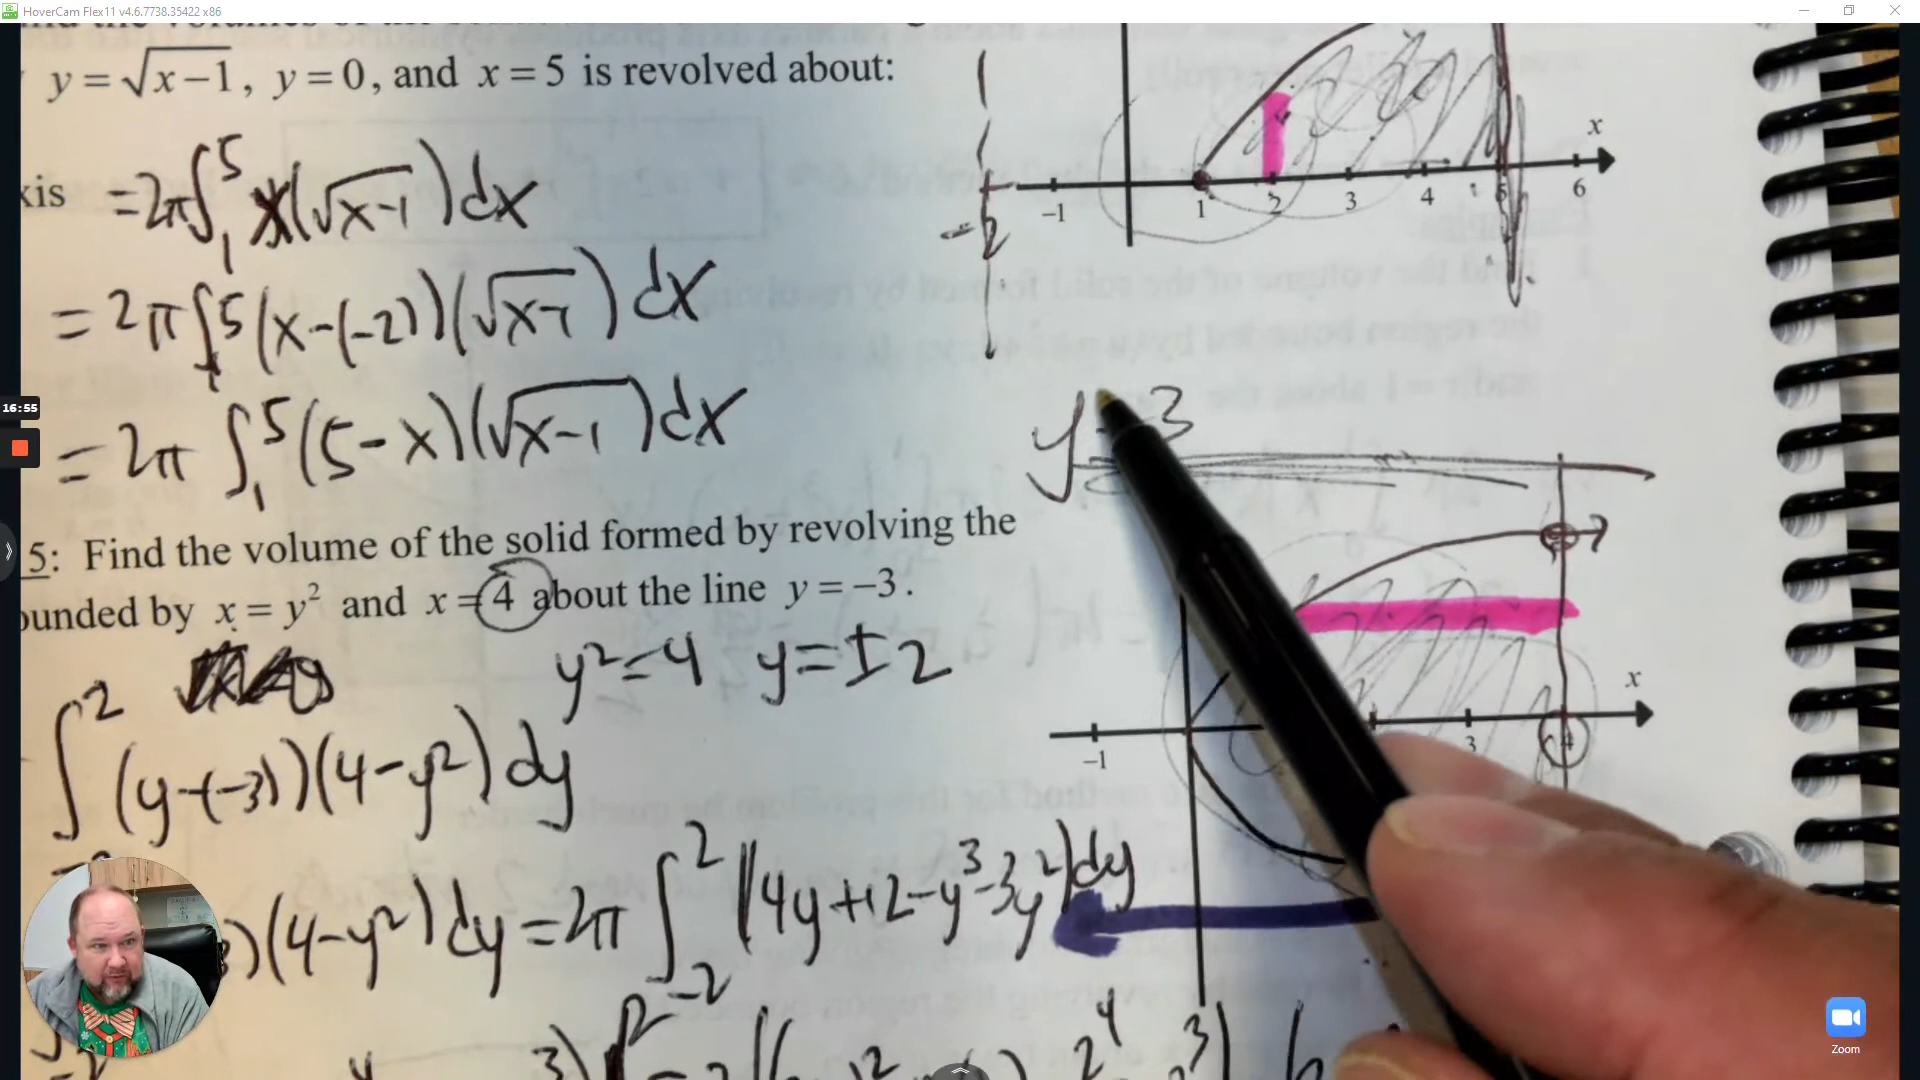 HoverCam Flex11 v4.6.7738.35422 x86
y = √x−1, y = 0, and x = 5 is revolved about:
xis = 2π∫₁⁵ x(√x-1)dx
= 2π∫₁⁵(x-(-2))(√x-1)dx
= 2π ∫₁⁵(5-x)(√x-1)dx
x
-2 -1 1 2 3 4 5 6
16:55
5: Find the volume of the solid formed by revolving the
ounded by x = y² and x = 4 about the line y = −3.
y²=4 y=±2
∫² (y-(-3))(4-y²)dy
3)(4-y²)dy = 2π ∫₋₂² (4y+12-y³-3y²)dy
y=3
x
-1 3 4
Zoom